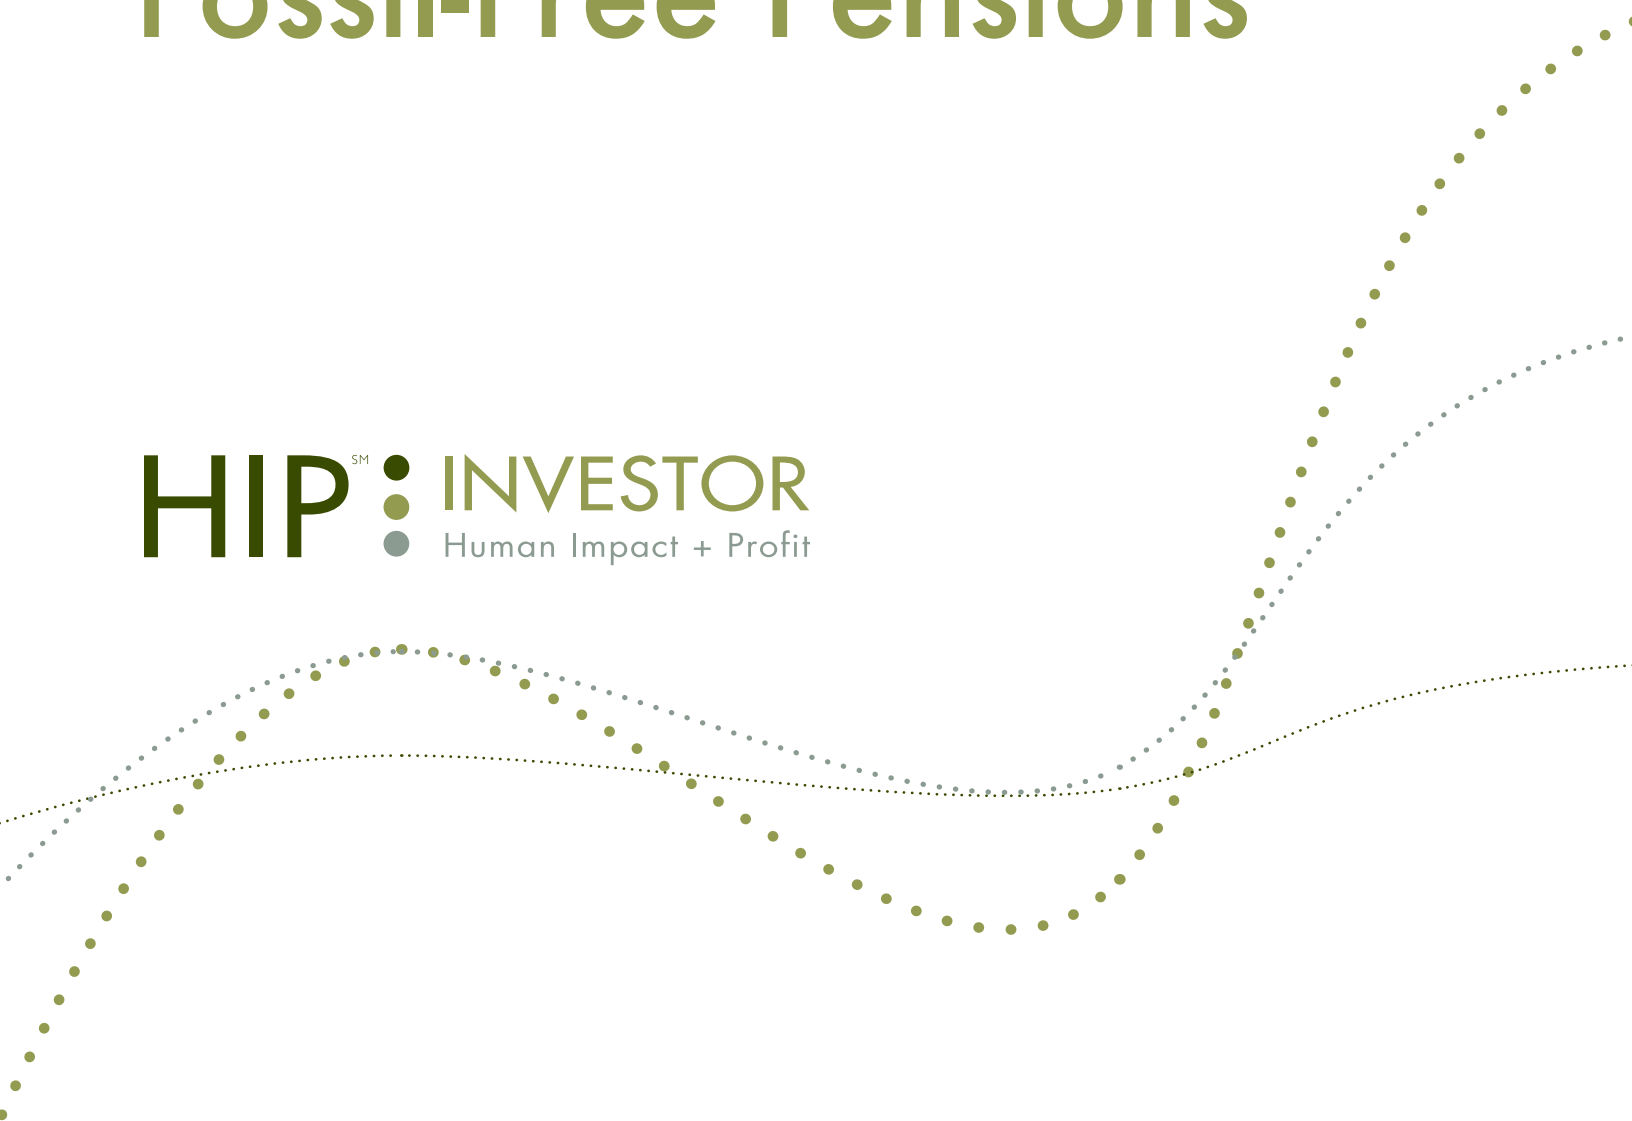 Fossil-Free Pensions
HIP℠ INVESTOR
Human Impact + Profit